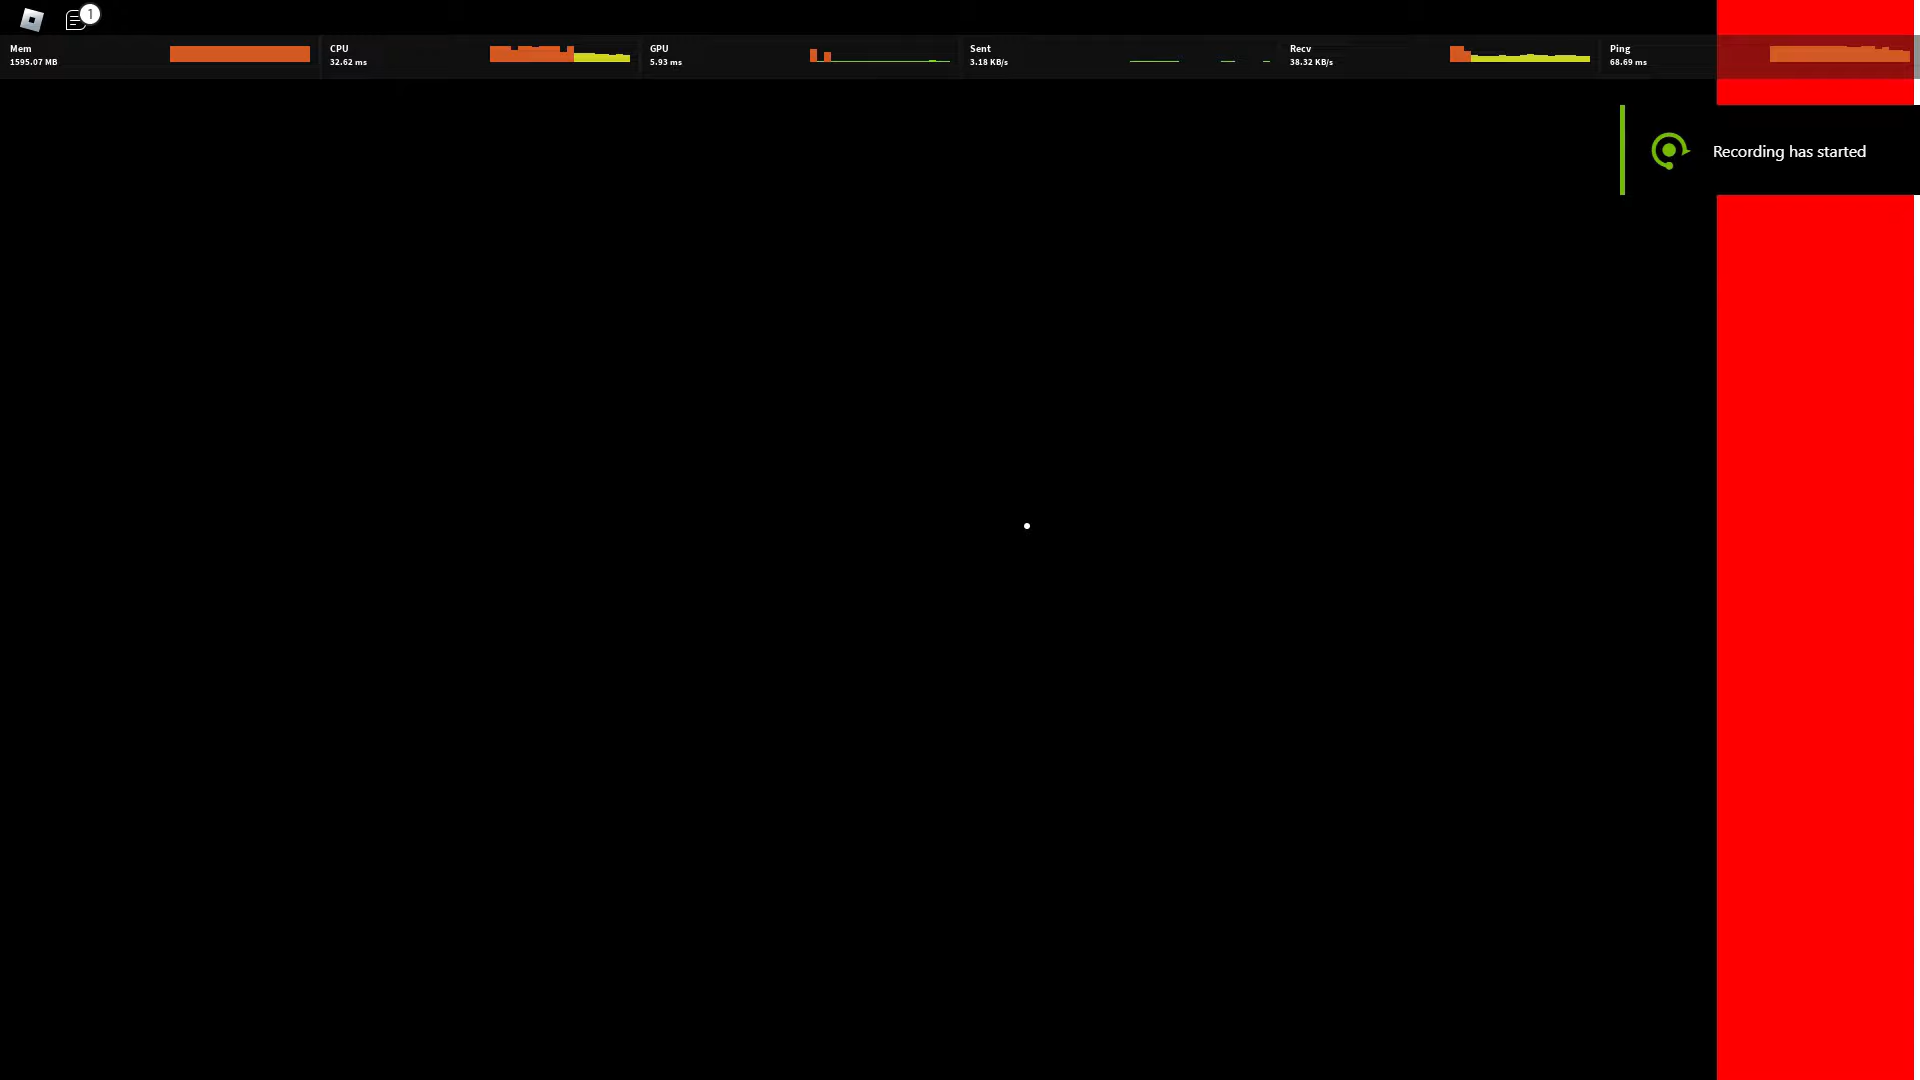 1
Mem
1595.07 MB
CPU
32.62 ms
GPU
5.93 ms
Sent
3.18 KB/s
Recv
38.32 KB/s
Ping
68.69 ms
Recording has started